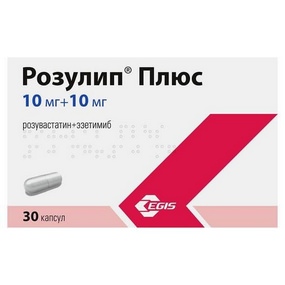 Розулип® Плюс
10 мг+10 мг
розувастатин+эзетимиб
30 капсул
EGIS